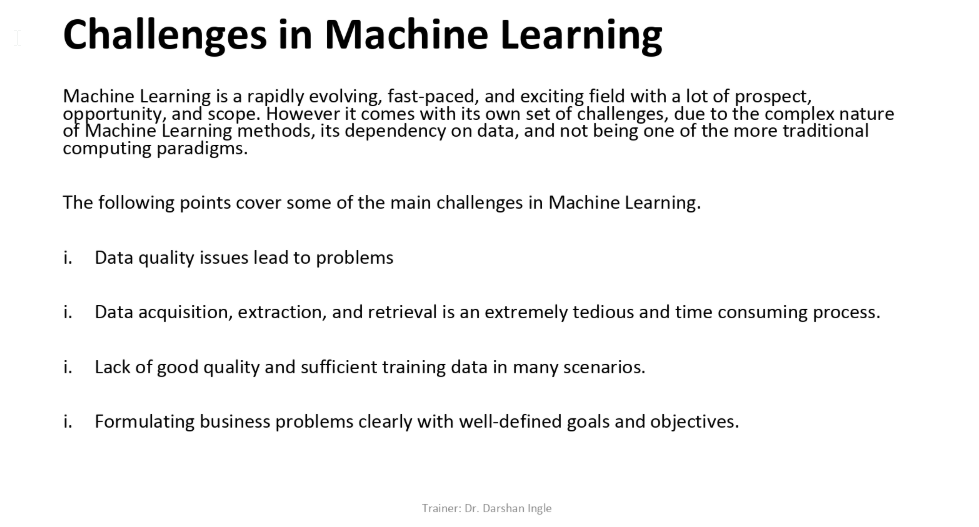 Challenges in Machine Learning
Machine Learning is a rapidly evolving, fast-paced, and exciting field with a lot of prospect,
opportunity, and scope. However it comes with its own set of challenges, due to the complex nature
of Machine Learning methods, its dependency on data, and not being one of the more traditional
computing paradigms.
The following points cover some of the main challenges in Machine Learning.
i. Data quality issues lead to problems
i. Data acquisition, extraction, and retrieval is an extremely tedious and time consuming process.
i. Lack of good quality and sufficient training data in many scenarios.
i. Formulating business problems clearly with well-defined goals and objectives.
Trainer: Dr. Darshan Ingle